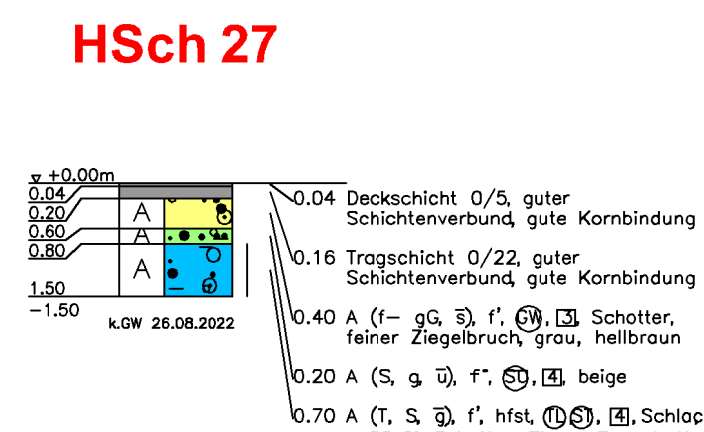 HSch 27
+0.00m
0.04
0.20
0.60
0.80
1.50
-1.50
A
A
A
k.GW 26.08.2022
0.04 Deckschicht 0/5, guter
Schichtenverbund, gute Kornbindung
0.16 Tragschicht 0/22, guter
Schichtenverbund, gute Kornbindung
0.40 A (f- gG, s̅), f', GW, 3, Schotter,
feiner Ziegelbruch, grau, hellbraun
0.20 A (S, g, u̅), f", 4, beige
0.70 A (T, S, g̅), f', hfst, TL, ST, 4, Schlac